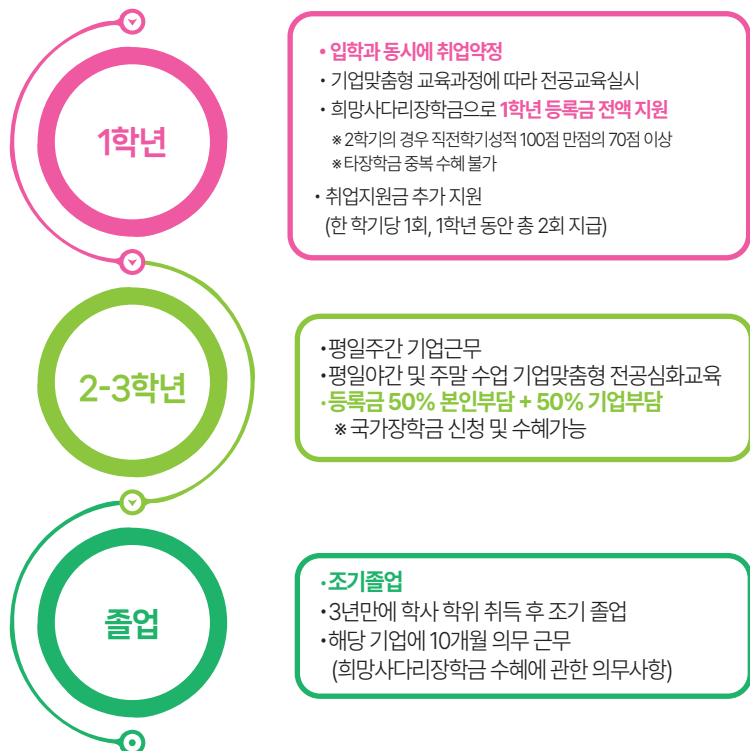 1학년
• 입학과 동시에 취업약정
• 기업맞춤형 교육과정에 따라 전공교육실시
• 희망사다리장학금으로 1학년 등록금 전액 지원
※ 2학기의 경우 직전학기성적 100점 만점의 70점 이상
※ 타장학금 중복 수혜 불가
• 취업지원금 추가 지원
(한 학기당 1회, 1학년 동안 총 2회 지급)
2-3학년
•평일주간 기업근무
•평일야간 및 주말 수업 기업맞춤형 전공심화교육
•등록금 50% 본인부담 + 50% 기업부담
※ 국가장학금 신청 및 수혜가능
졸업
•조기졸업
•3년만에 학사 학위 취득 후 조기 졸업
•해당 기업에 10개월 의무 근무
(희망사다리장학금 수혜에 관한 의무사항)